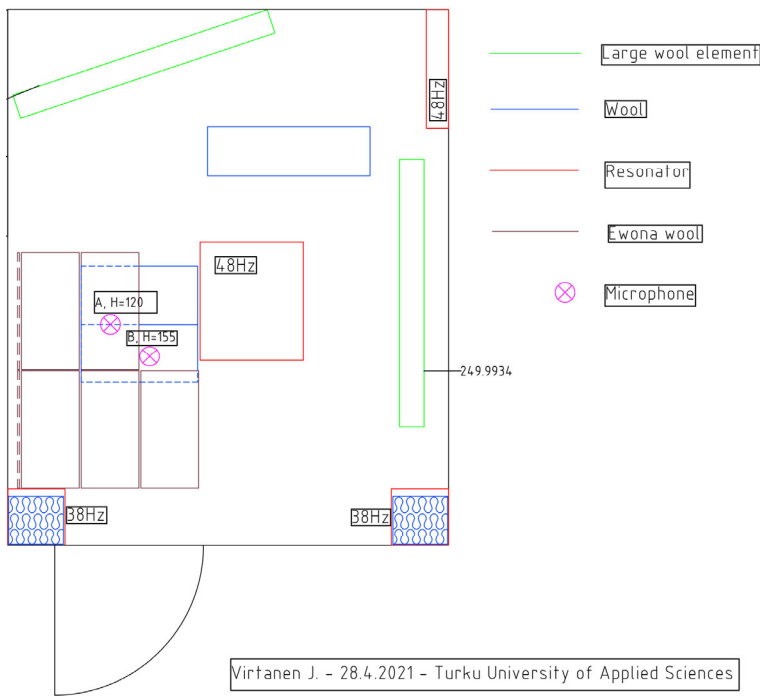 Large wool element
48Hz
Wool
Resonator
Ewona wool
48Hz
A, H=120
Microphone
B, H=155
249.9934
38Hz
38Hz
Virtanen J. - 28.4.2021 - Turku University of Applied Sciences